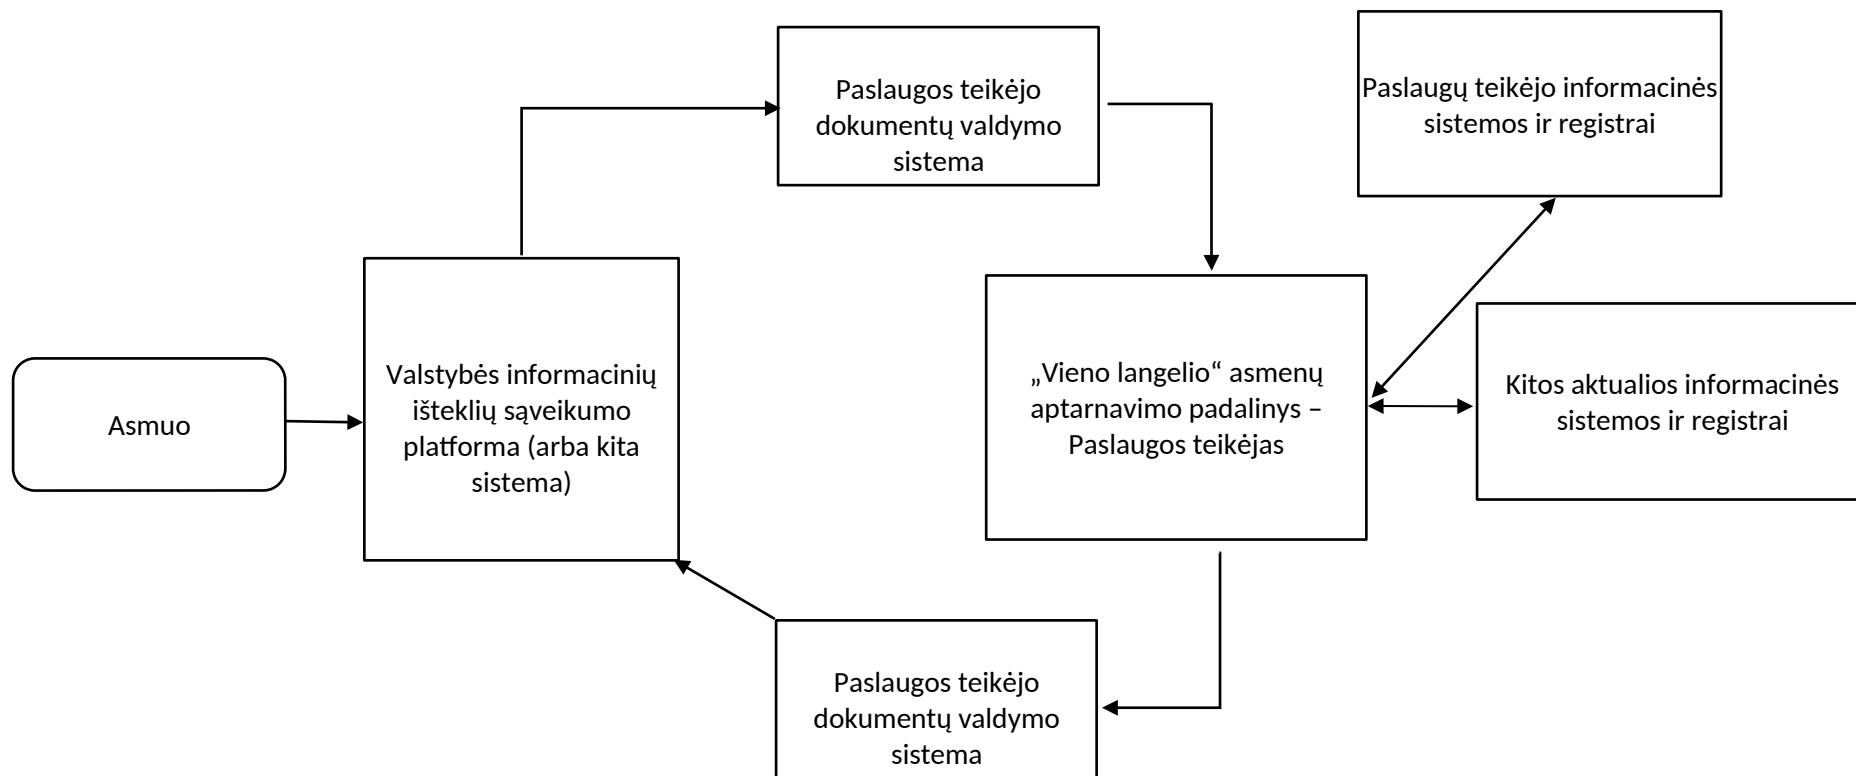 Paslaugos teikėjo
dokumentų valdymo
sistema
Paslaugų teikėjo informacinės
sistemos ir registrai
Asmuo
Valstybės informacinių
išteklių sąveikumo
platforma (arba kita
sistema)
„Vieno langelio“ asmenų
aptarnavimo padalinys –
Paslaugos teikėjas
Kitos aktualios informacinės
sistemos ir registrai
Paslaugos teikėjo
dokumentų valdymo
sistema